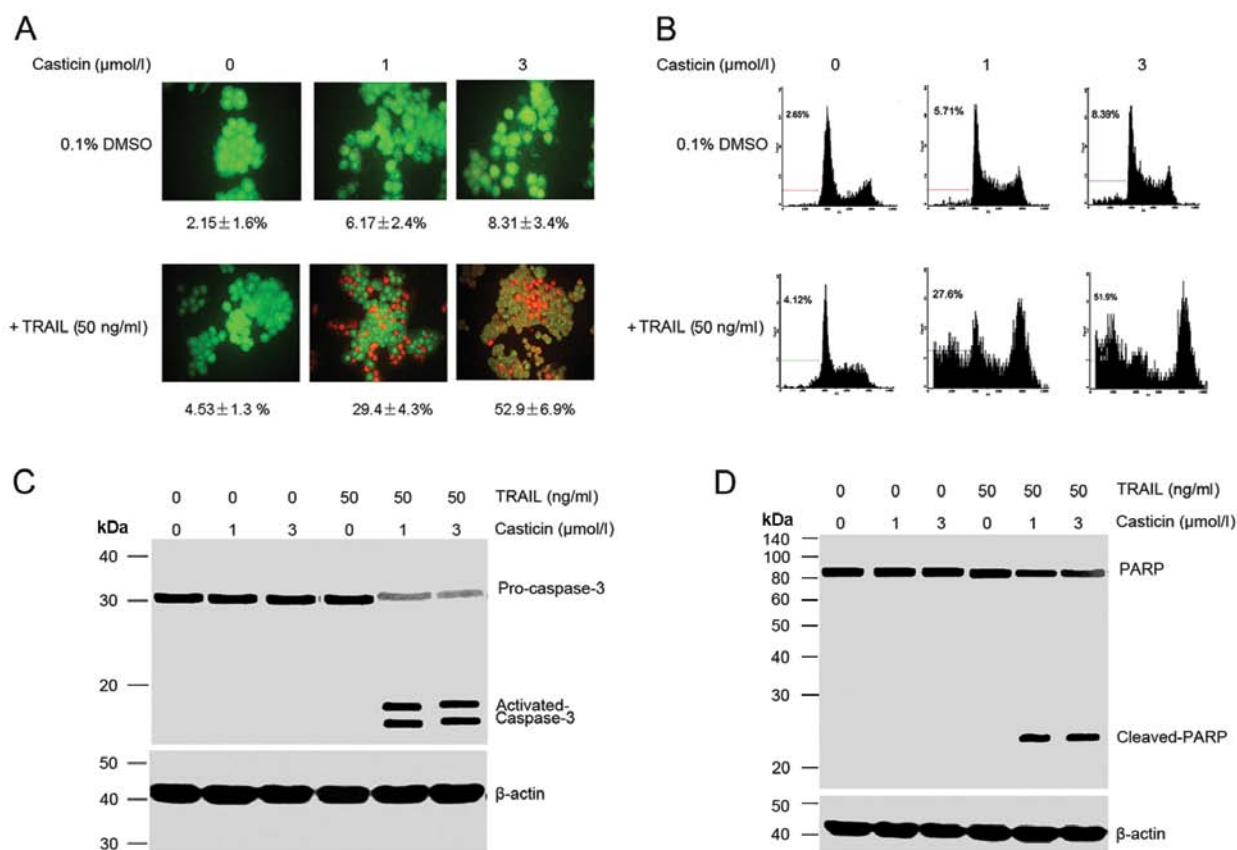 A
Casticin (μmol/l) 0 1 3
0.1% DMSO
2.15±1.6% 6.17±2.4% 8.31±3.4%
+ TRAIL (50 ng/ml)
4.53±1.3 % 29.4±4.3% 52.9±6.9%
B
Casticin (μmol/l) 0 1 3
0.1% DMSO
2.65% 5.71% 8.39%
+ TRAIL (50 ng/ml)
4.12% 27.6% 51.9%
C
0 0 0 50 50 50 TRAIL (ng/ml)
kDa 0 1 3 0 1 3 Casticin (μmol/l)
40
30 Pro-caspase-3
20
Activated-
Caspase-3
50
40 β-actin
30
D
0 0 0 50 50 50 TRAIL (ng/ml)
kDa 0 1 3 0 1 3 Casticin (μmol/l)
140
100
80 PARP
60
50
40
30
Cleaved-PARP
20
50
40 β-actin